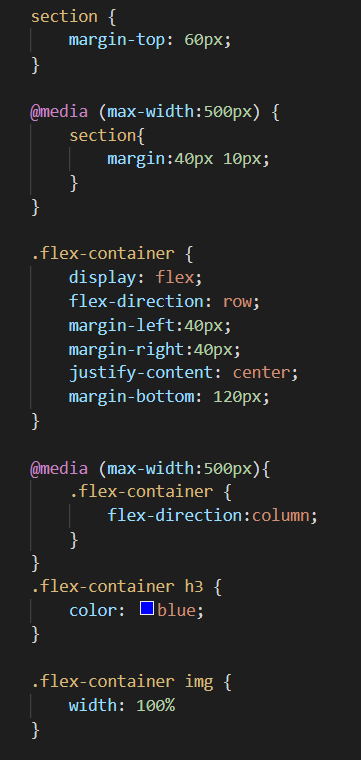 section {
    margin-top: 60px;
}

@media (max-width:500px) {
    section{
        margin:40px 10px;
    }
}

.flex-container {
    display: flex;
    flex-direction: row;
    margin-left:40px;
    margin-right:40px;
    justify-content: center;
    margin-bottom: 120px;
}

@media (max-width:500px){
    .flex-container {
        flex-direction:column;
    }
}
.flex-container h3 {
    color: blue;
}

.flex-container img {
    width: 100%
}